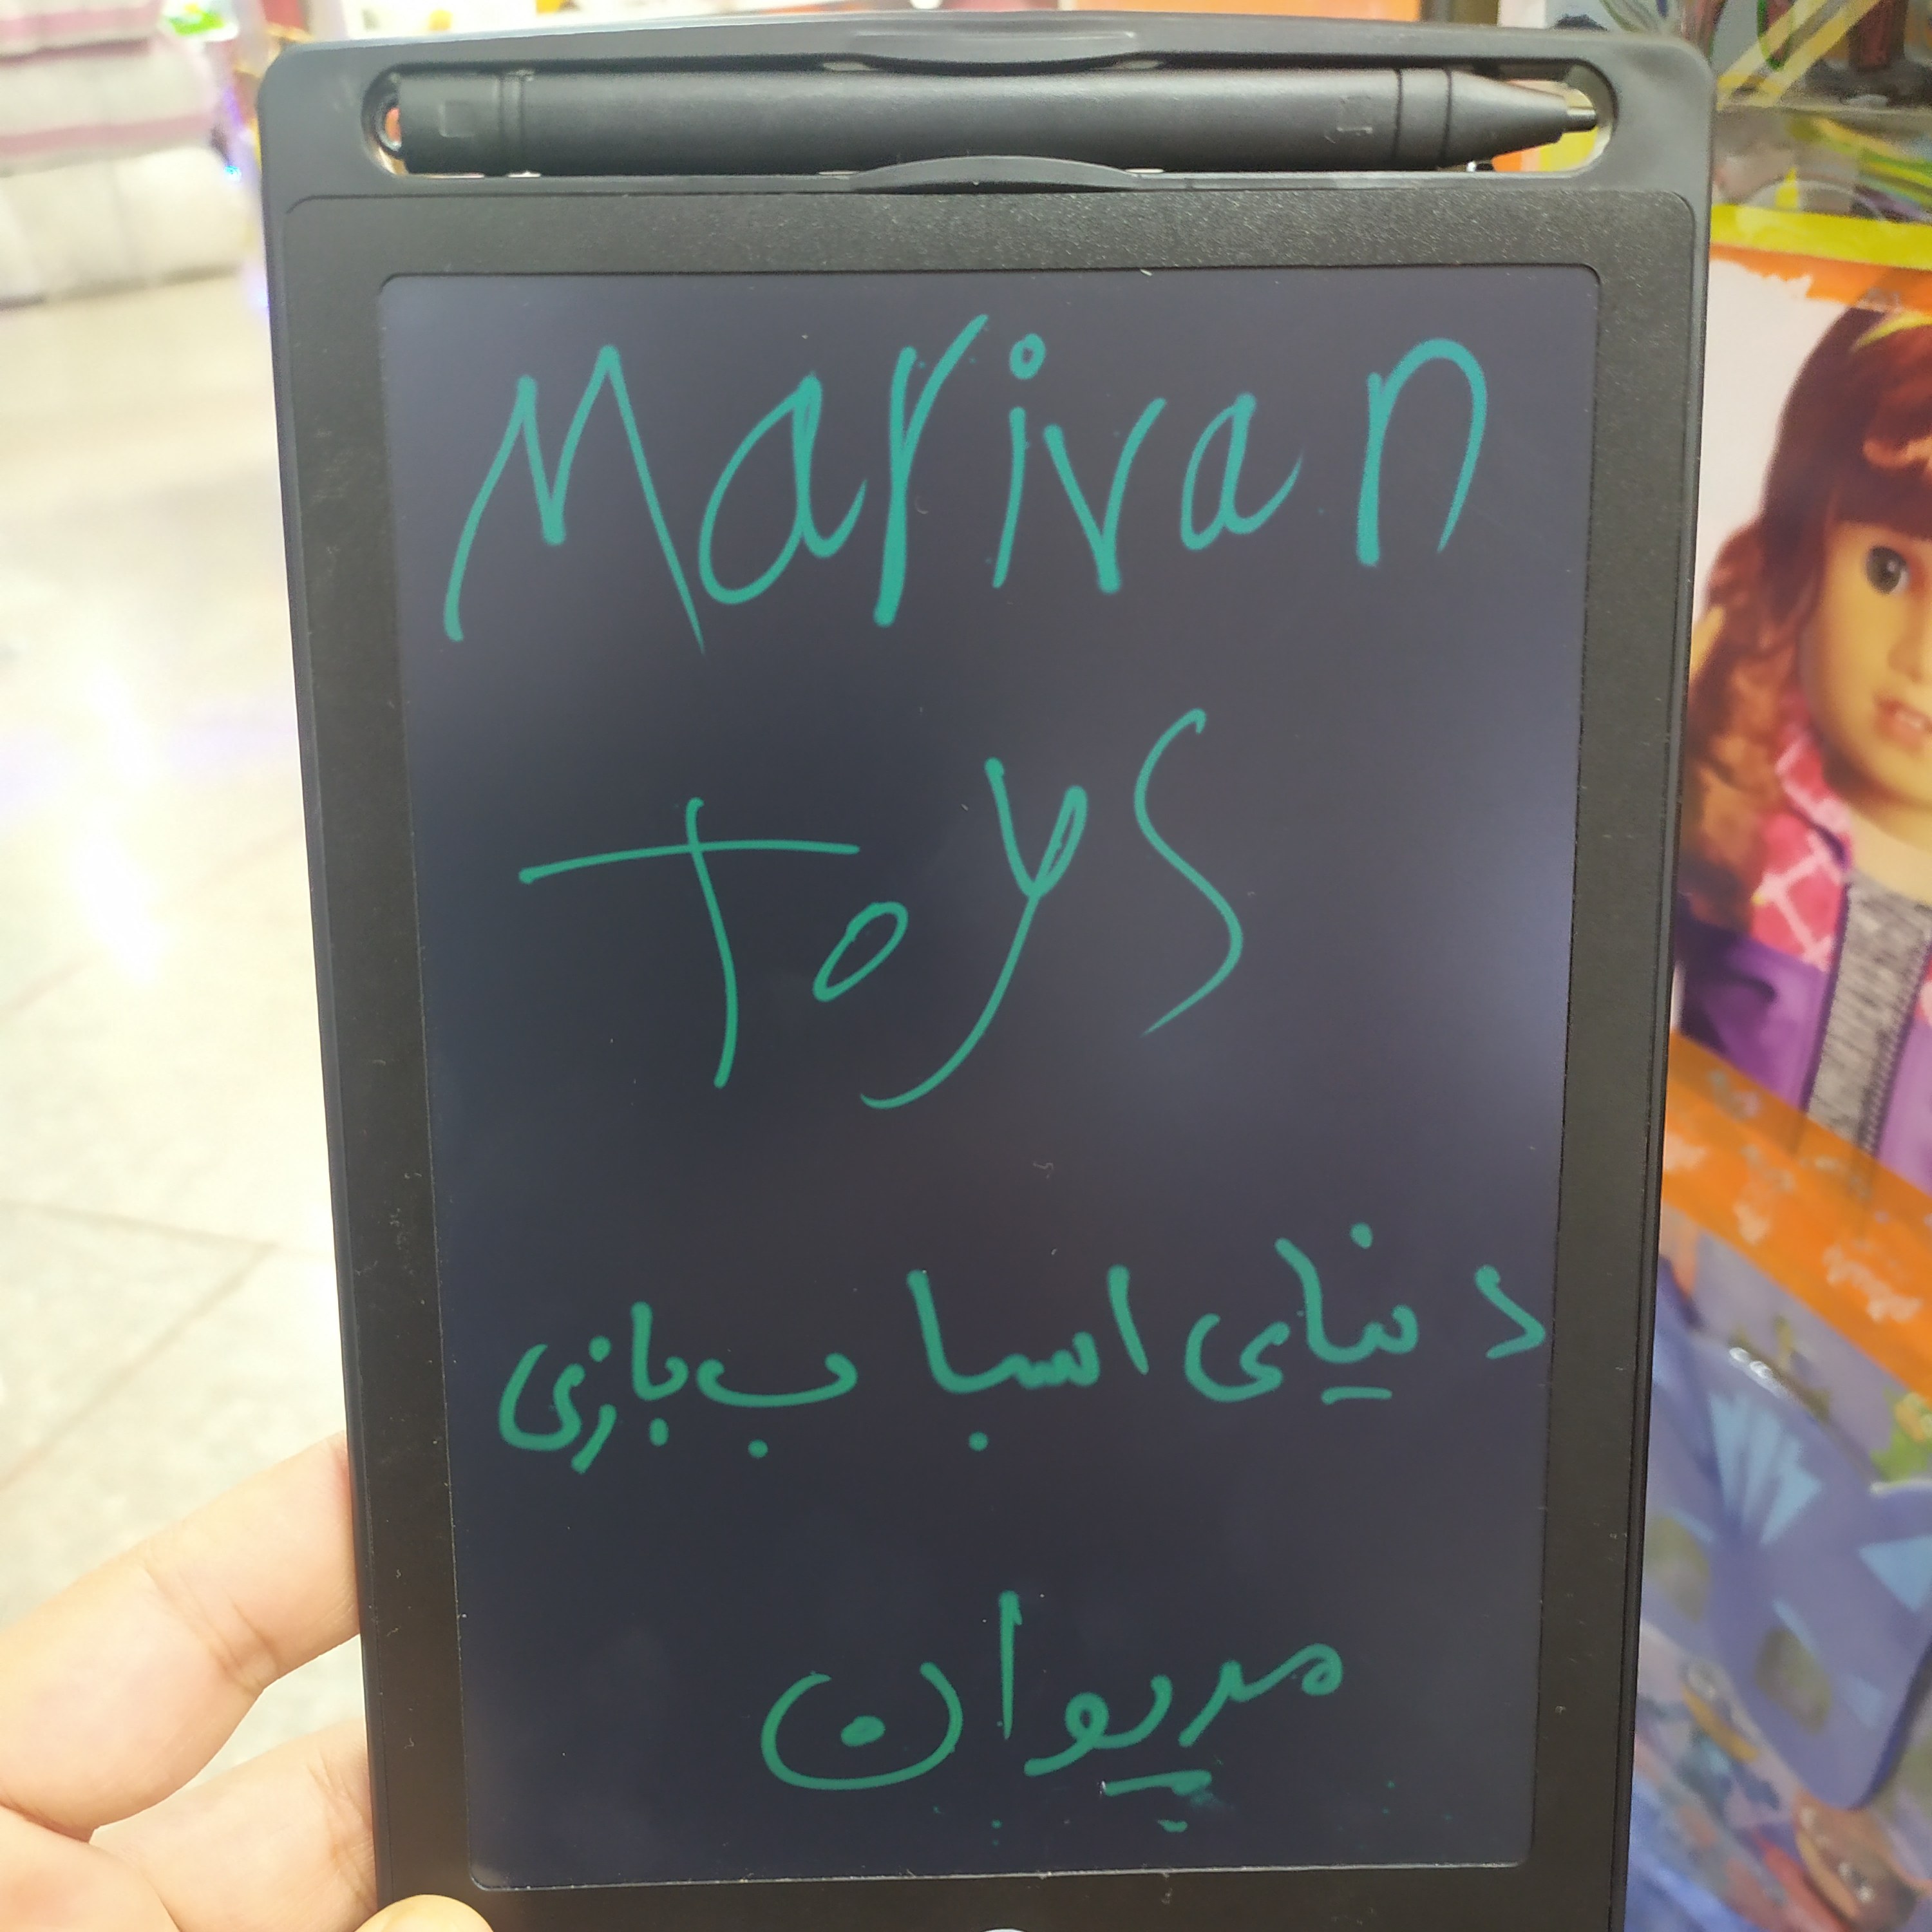 Marivan
Toys
دنیای اسباب بازی
مریوان